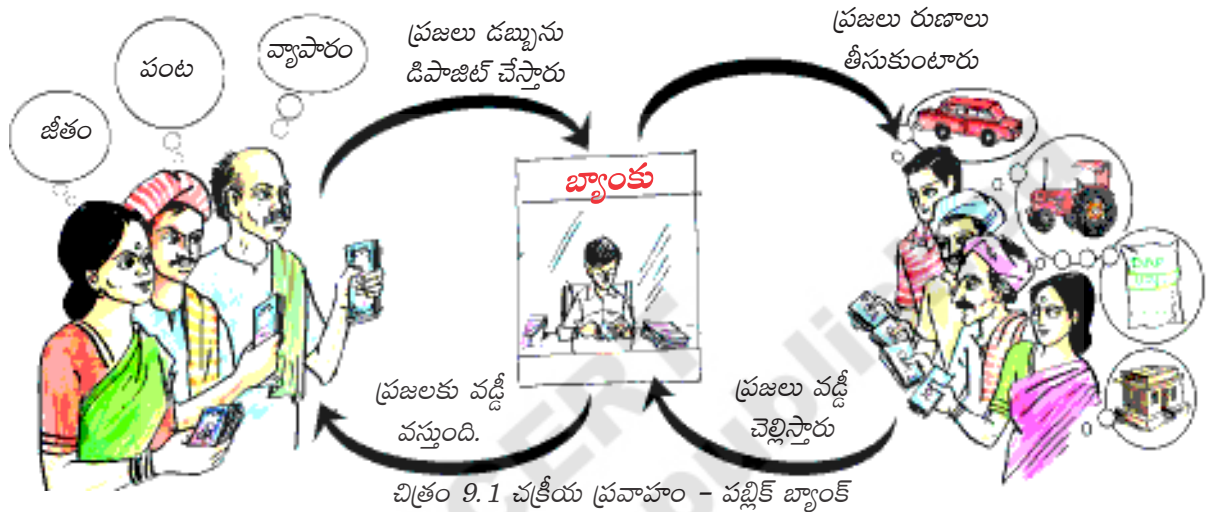 ప్రజలు డబ్బును
డిపాజిట్ చేస్తారు
ప్రజలు రుణాలు
తీసుకుంటారు
వ్యాపారం
పంట
జీతం
బ్యాంకు
ప్రజలకు వడ్డీ
వస్తుంది.
ప్రజలు వడ్డీ
చెల్లిస్తారు
చిత్రం 9.1 చక్రీయ ప్రవాహం - పబ్లిక్ బ్యాంక్